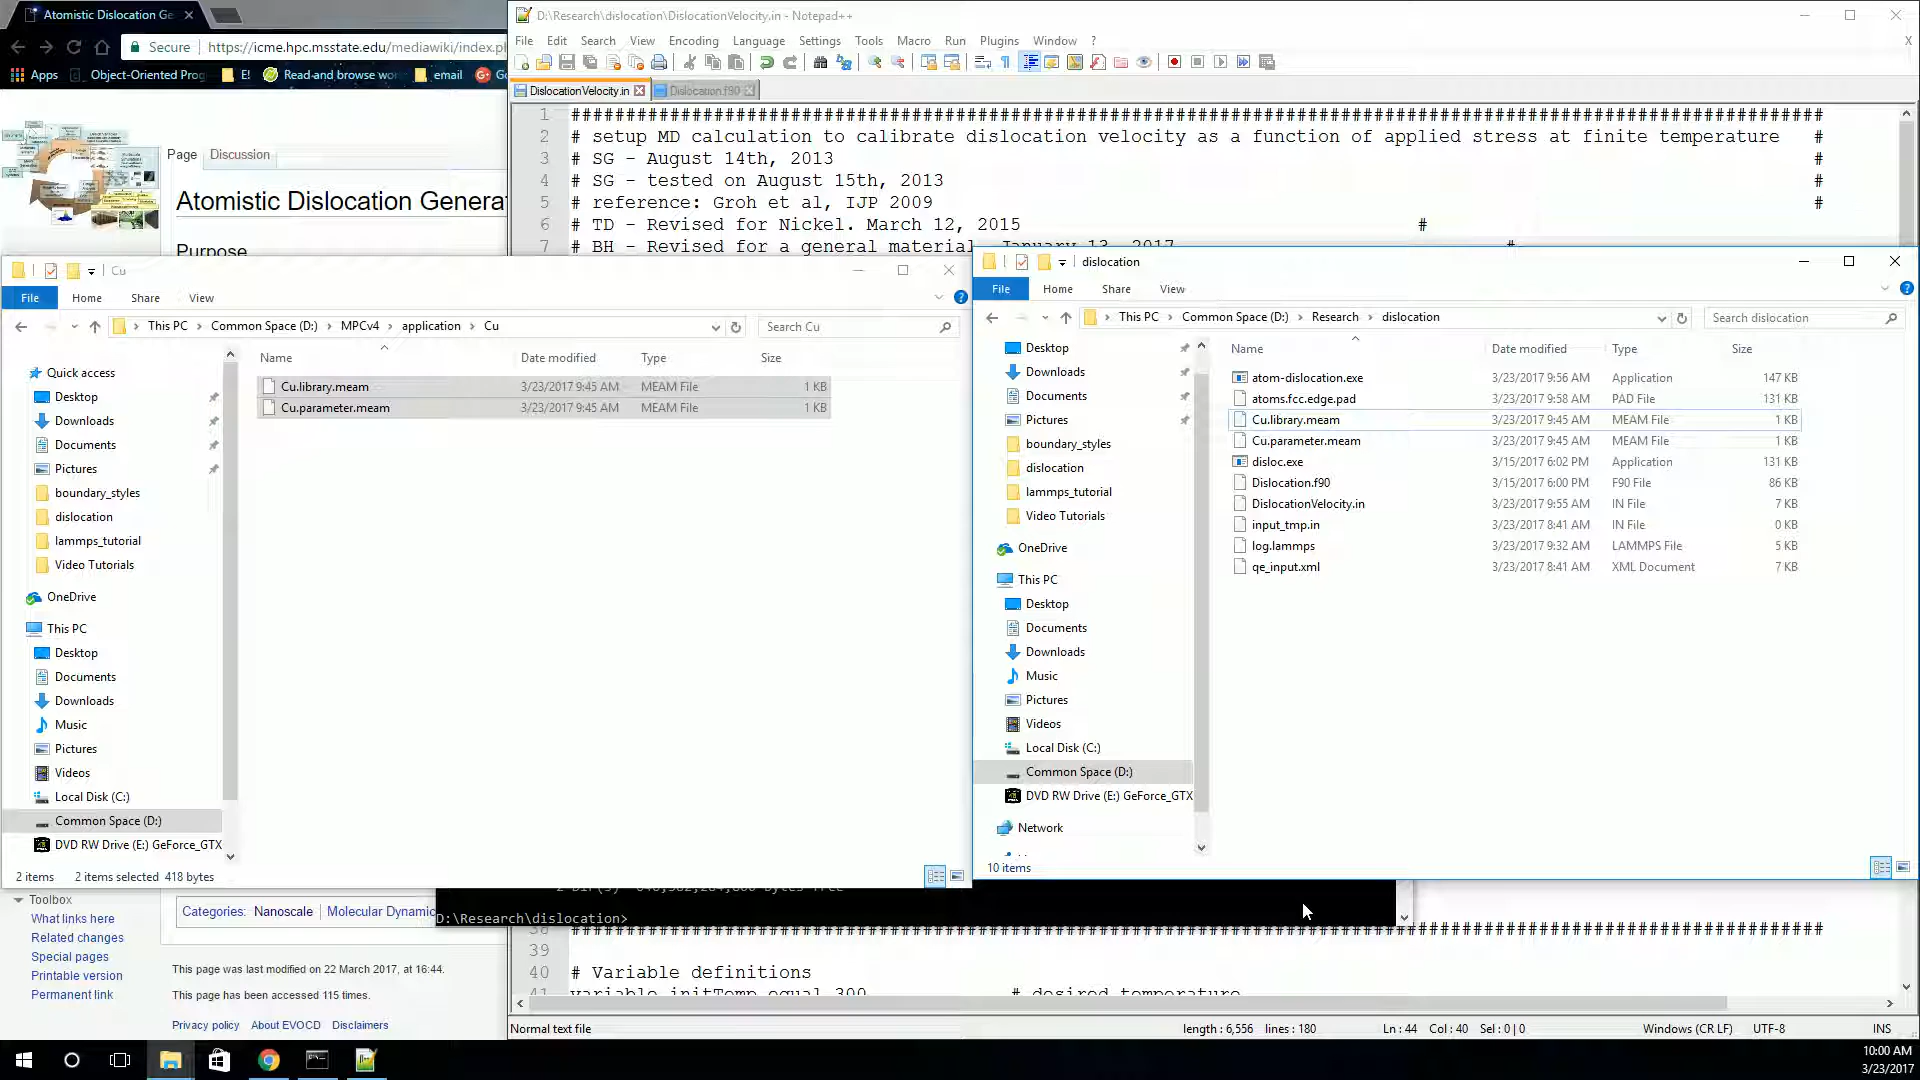 Atomistic Dislocation Ge
Secure
https://icme.hpc.msstate.edu/mediawiki/index.p
Apps
Object-Oriented Prog
E!
Read and browse wo
email
Page
Discussion
Atomistic Dislocation Genera
Purpose
D:\Research\dislocation\DislocationVelocity.in - Notepad++
File Edit Search View Encoding Language Settings Tools Macro Run Plugins Window ?
X
DislocationVelocity.in
Dislocation.f90
1
2 # setup MD calculation to calibrate dislocation velocity as a function of applied stress at finite temperature #
3 # SG - August 14th, 2013 #
4 # SG - tested on August 15th, 2013 #
5 # reference: Groh et al, IJP 2009 #
6 # TD - Revised for Nickel. March 12, 2015 #
7 # BH - Revised for a general material. January 13, 2017 #
Cu
File Home Share View
This PC > Common Space (D:) > MPCv4 > application > Cu
Search Cu
Name Date modified Type Size
Cu.library.meam 3/23/2017 9:45 AM MEAM File 1 KB
Cu.parameter.meam 3/23/2017 9:45 AM MEAM File 1 KB
Quick access
Desktop
Downloads
Documents
Pictures
boundary_styles
dislocation
lammps_tutorial
Video Tutorials
OneDrive
This PC
Desktop
Documents
Downloads
Music
Pictures
Videos
Local Disk (C:)
Common Space (D:)
DVD RW Drive (E:) GeForce_GTX
2 items 2 items selected 418 bytes
dislocation
File Home Share View
This PC > Common Space (D:) > Research > dislocation
Search dislocation
Name Date modified Type Size
atom-dislocation.exe 3/23/2017 9:56 AM Application 147 KB
atoms.fcc.edge.pad 3/23/2017 9:58 AM PAD File 131 KB
Cu.library.meam 3/23/2017 9:45 AM MEAM File 1 KB
Cu.parameter.meam 3/23/2017 9:45 AM MEAM File 1 KB
disloc.exe 3/15/2017 6:02 PM Application 131 KB
Dislocation.f90 3/15/2017 6:00 PM F90 File 86 KB
DislocationVelocity.in 3/23/2017 9:55 AM IN File 7 KB
input_tmp.in 3/23/2017 8:41 AM IN File 0 KB
log.lammps 3/23/2017 9:32 AM LAMMPS File 5 KB
qe_input.xml 3/23/2017 8:41 AM XML Document 7 KB
Desktop
Downloads
Documents
Pictures
boundary_styles
dislocation
lammps_tutorial
Video Tutorials
OneDrive
This PC
Desktop
Documents
Downloads
Music
Pictures
Videos
Local Disk (C:)
Common Space (D:)
DVD RW Drive (E:) GeForce_GTX
Network
10 items
Toolbox
What links here
Related changes
Special pages
Printable version
Permanent link
Categories: Nanoscale | Molecular Dynamic
This page was last modified on 22 March 2017, at 16:44.
This page has been accessed 115 times.
Privacy policy About EVOCD Disclaimers
D:\Research\dislocation>
38
39
40 # Variable definitions
41 variable initTemp equal 300 # desired temperature
Normal text file
length : 6,556 lines : 180
Ln : 44 Col : 40 Sel : 0 | 0
Windows (CR LF)
UTF-8
INS
10:00 AM
3/23/2017